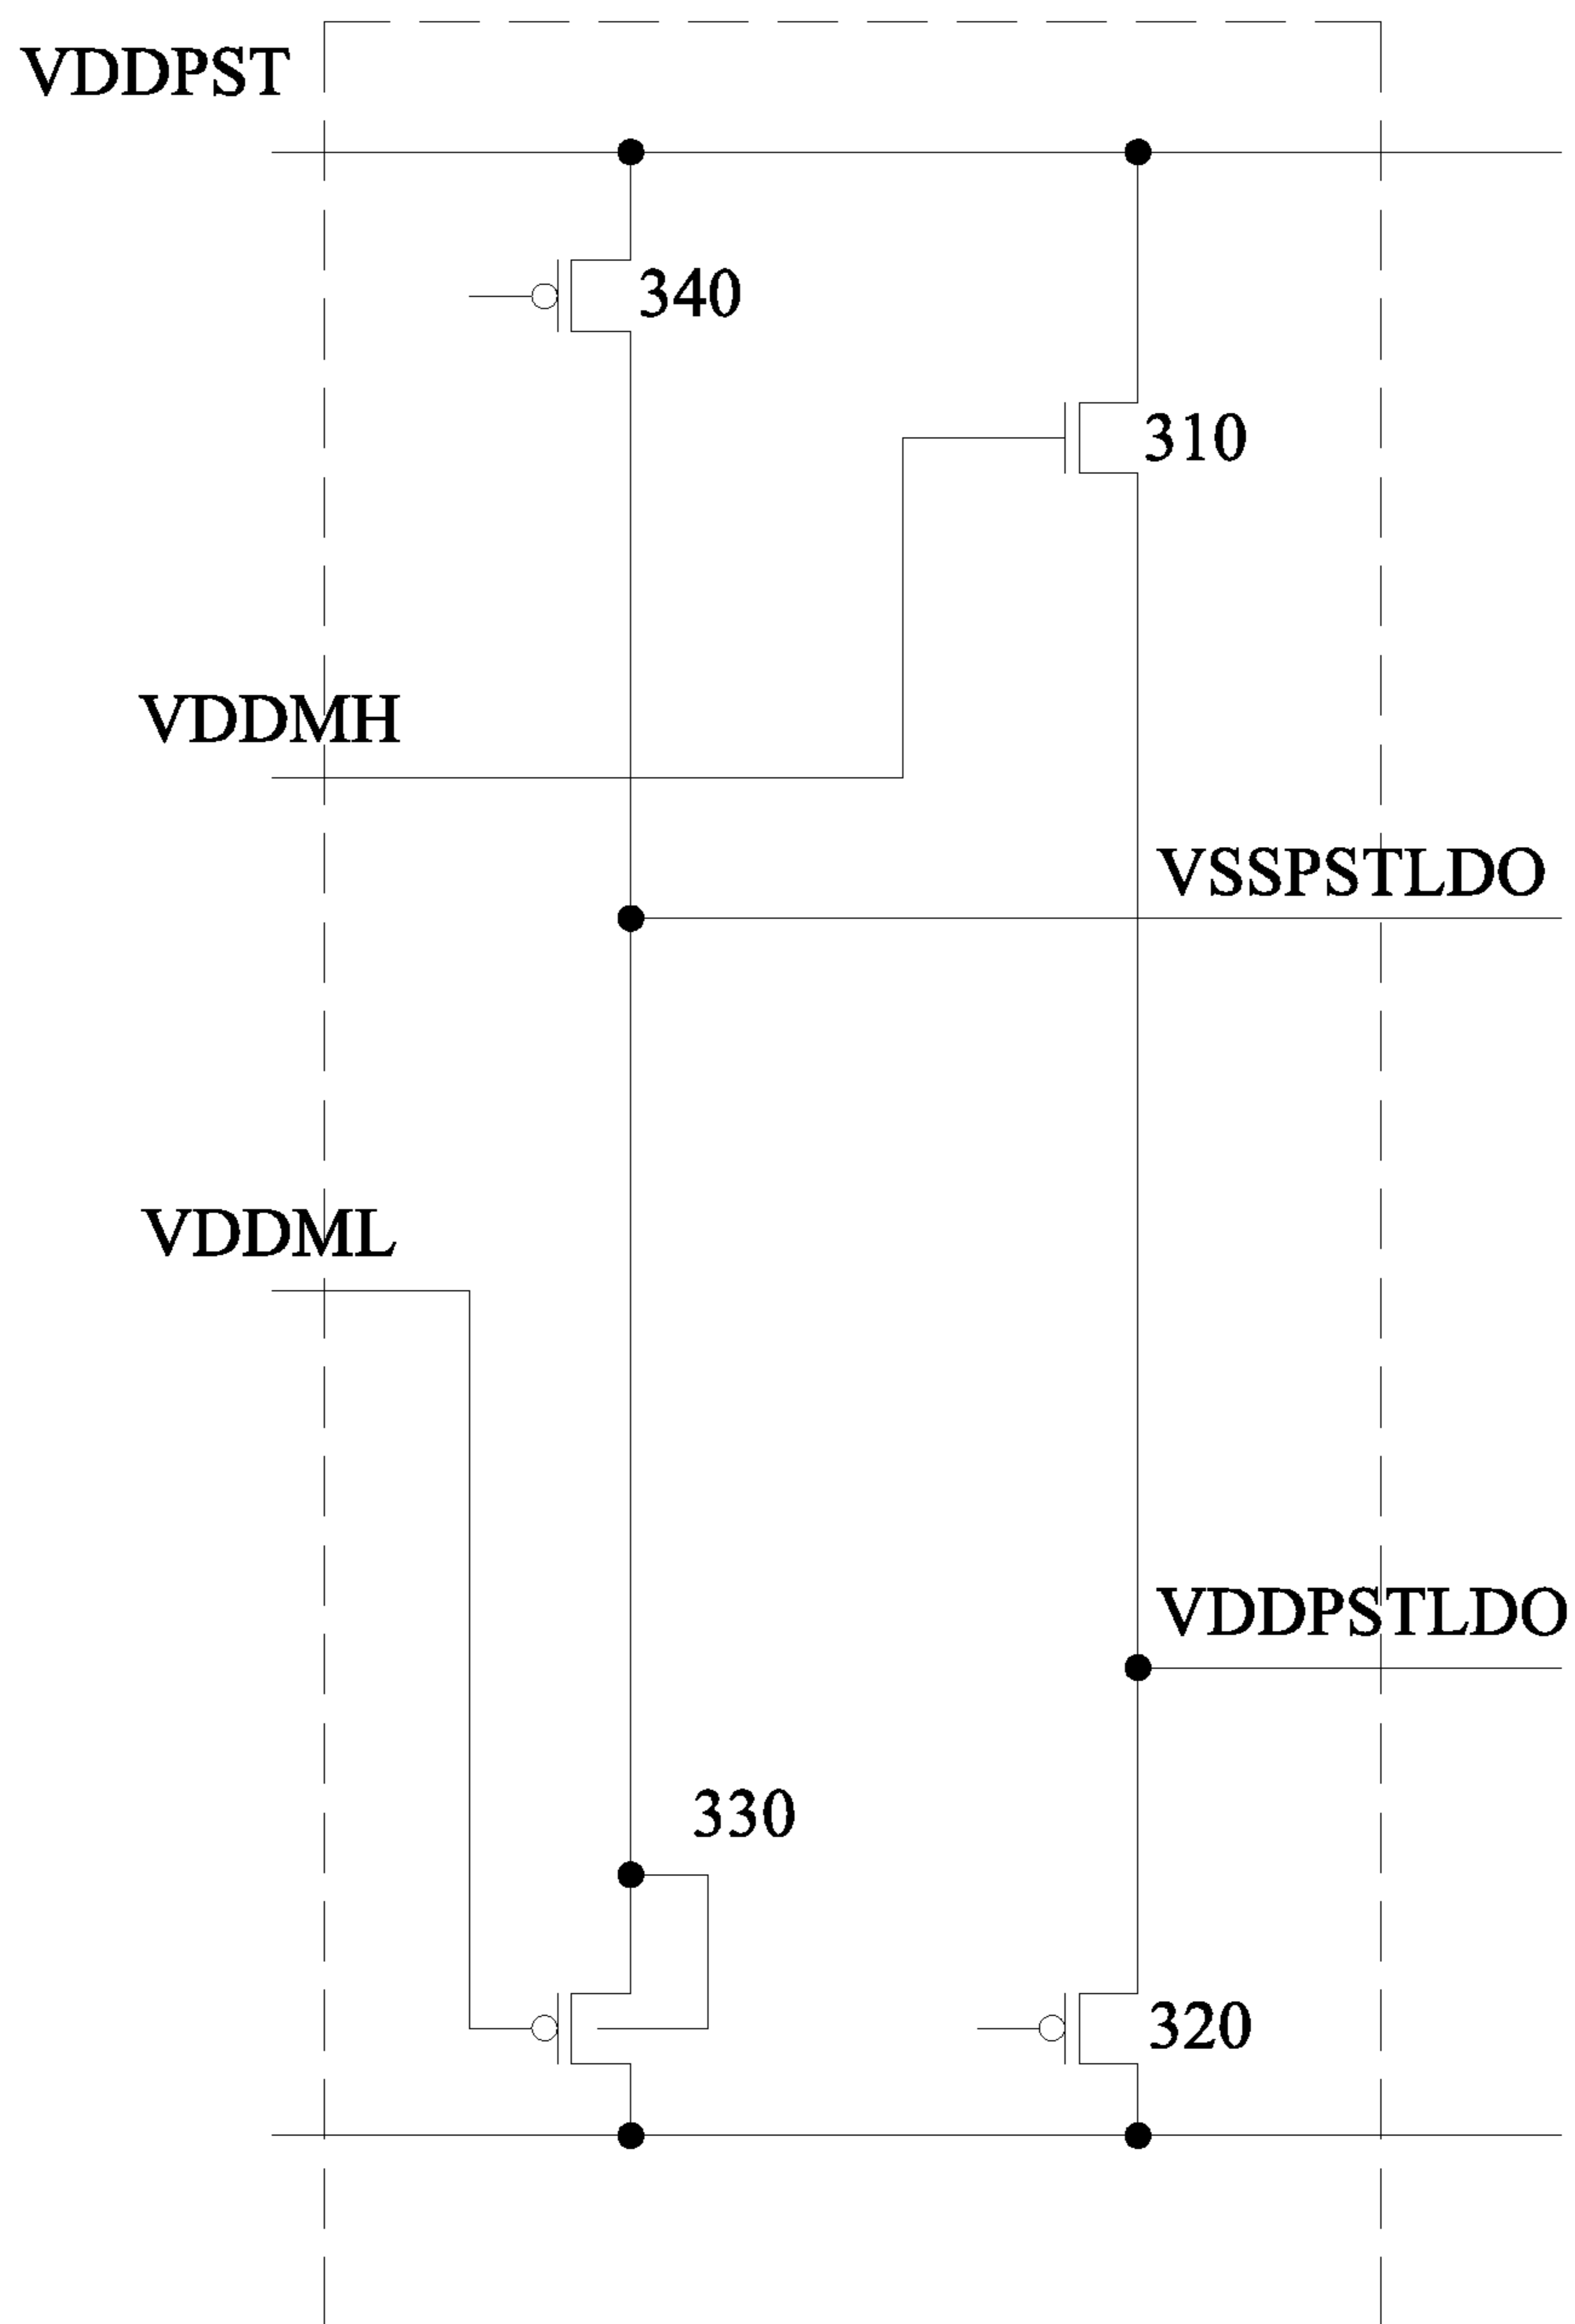 VDDPST
340
310
VDDMH
VSSPSTLDO
VDDML
VDDPSTLDO
330
320